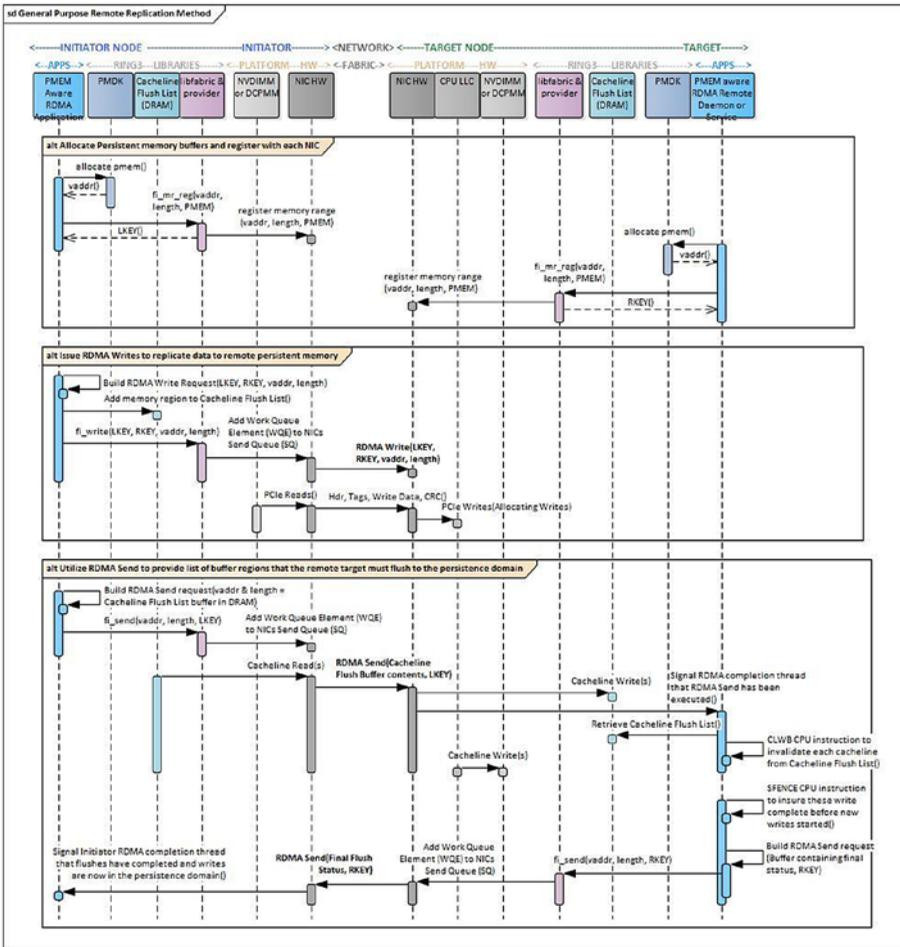 sd General Purpose Remote Replication Method
INITIATOR NODE INITIATOR NETWORK TARGET NODE TARGET
APPS RING3 LIBRARIES PLATFORM HW FABRIC PLATFORM HW RING3 LIBRARIES APPS
PMEM
Aware
RDMA
Application
PMDK
Cacheline
Flush List
(DRAM)
libfabric &
provider
NVDIMM
or DCPMM
NIC HW
NIC HW
CPU LLC
NVDIMM
or DCPMM
libfabric &
provider
Cacheline
Flush List
(DRAM)
PMDK
PMEM aware
RDMA Remote
Daemon or
Service
alt Allocate Persistent memory buffers and register with each NIC
allocate pmem()
vaddr()
fi_mr_reg(vaddr,
length, PMEM)
LKEY()
register memory range
(vaddr, length, PMEM)
allocate pmem()
vaddr()
fi_mr_reg(vaddr,
length, PMEM)
register memory range
(vaddr, length, PMEM)
RKEY()
alt Issue RDMA Writes to replicate data to remote persistent memory
Build RDMA Write Request(LKEY, RKEY, vaddr, length)
Add memory region to Cacheline Flush List()
fi_write(LKEY, RKEY, vaddr, length)
Add Work Queue
Element (WQE) to NICs
Send Queue (SQ)
RDMA Write(LKEY,
RKEY, vaddr, length)
PCIe Reads()
Hdr, Tags, Write Data, CRC()
PCIe Writes(Allocating Writes)
alt Utilize RDMA Send to provide list of buffer regions that the remote target must flush to the persistence domain
Build RDMA Send request(vaddr & length =
Cacheline Flush List buffer in DRAM)
fi_send(vaddr, length, LKEY)
Add Work Queue Element (WQE)
to NICs Send Queue (SQ)
Cacheline Read(s)
RDMA Send(Cacheline
Flush Buffer contents, LKEY)
Cacheline Write(s)
Signal RDMA completion thread
that RDMA Send has been
executed()
Retrieve Cacheline Flush List()
CLWB CPU instruction to
invalidate each cacheline
from Cacheline Flush List()
Cacheline Write(s)
SFENCE CPU instruction
to insure these write
complete before new
writes started()
Build RDMA Send request
(Buffer containing final
status, RKEY)
fi_send(vaddr, length, RKEY)
Add Work Queue
Element (WQE) to NICs
Send Queue (SQ)
RDMA Send(Final Flush
Status, RKEY)
Signal Initiator RDMA completion thread
that flushes have completed and writes
are now in the persistence domain()